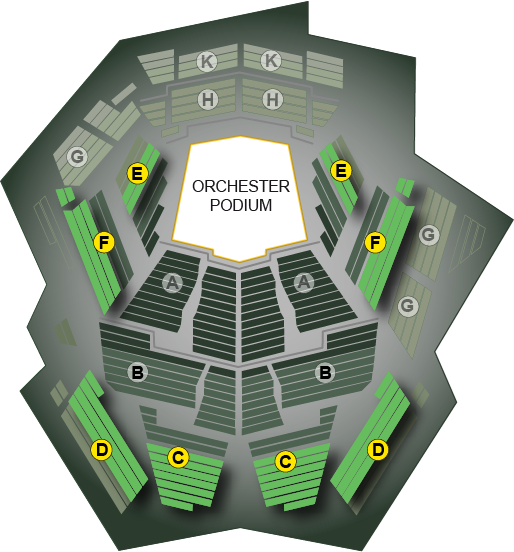 K K
H H
G
E E
ORCHESTER
PODIUM
F F G
A A
G
B B
D C C D